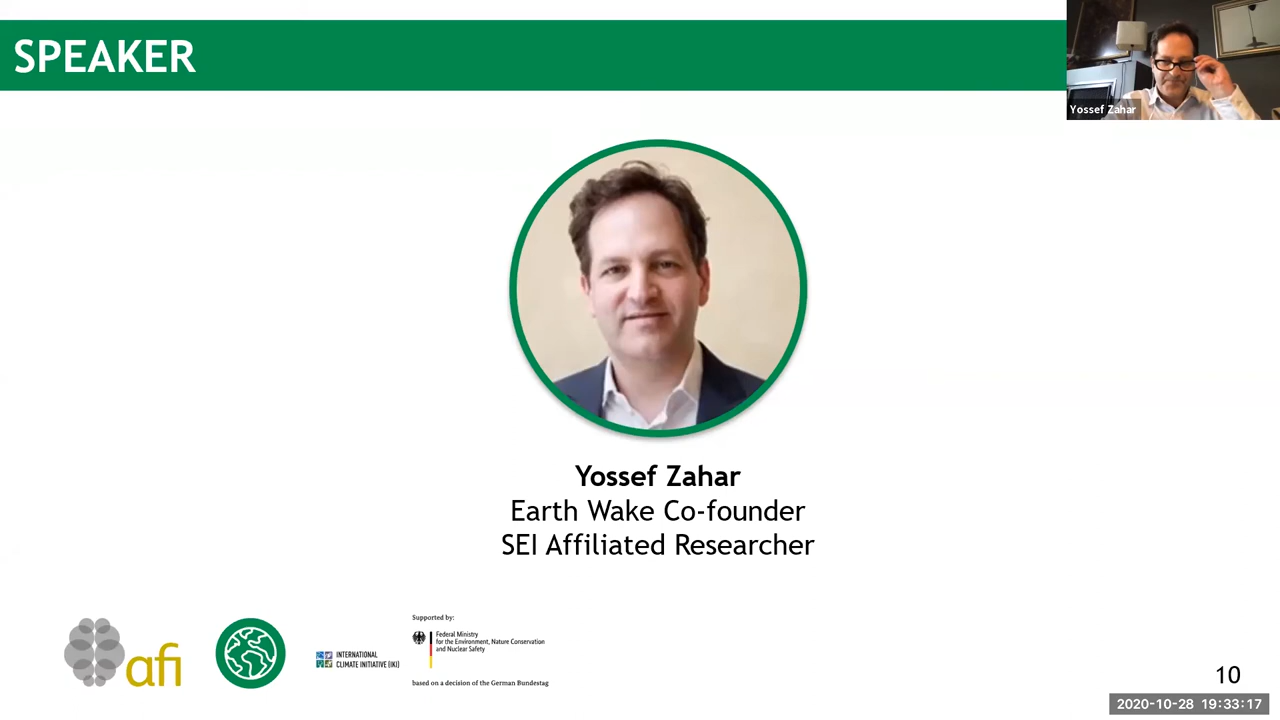 SPEAKER
Yossef Zahar
Yossef Zahar
Earth Wake Co-founder
SEI Affiliated Researcher
afi
INTERNATIONAL
CLIMATE INITIATIVE (IKI)
Supported by:
Federal Ministry
for the Environment, Nature Conservation
and Nuclear Safety
based on a decision of the German Bundestag
10
2020-10-28 19:33:17